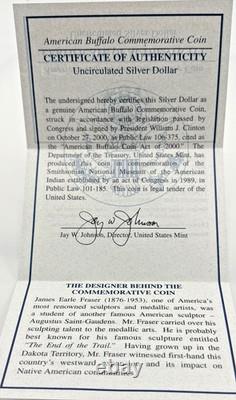 American Buffalo Commemorative Coin
CERTIFICATE OF AUTHENTICITY
Uncirculated Silver Dollar
The undersigned hereby certifies this Silver Dollar as
a genuine American Buffalo Commemorative Coin,
struck in accordance with legislation passed by
Congress and signed by President William J. Clinton
on October 27, 2000, in Public Law 106-375, cited as
the "American Buffalo Coin Act of 2000." The
Department of the Treasury, United States Mint, has
produced this coin in commemoration of the
Smithsonian National Museum of the American
Indian established by an act of Congress in 1989, in
Public Law 101-185. This coin is legal tender of the
United States.
Jay W Johnson
Jay W. Johnson, Director, United States Mint
THE DESIGNER BEHIND THE
COMMEMORATIVE COIN
James Earle Fraser (1876-1953), one of America's
most renowned sculptors and medallic artists, was
a student of another famous American sculptor –
Augustus Saint-Gaudens. Mr. Fraser carried over his
sculpting talent to the medallic arts. He is probably
best known for his famous sculpture entitled
"The End of the Trail." Having grown up in the
Dakota Territory, Mr. Fraser witnessed first-hand this
country's westward and its impact on
Native American communities.
ebay